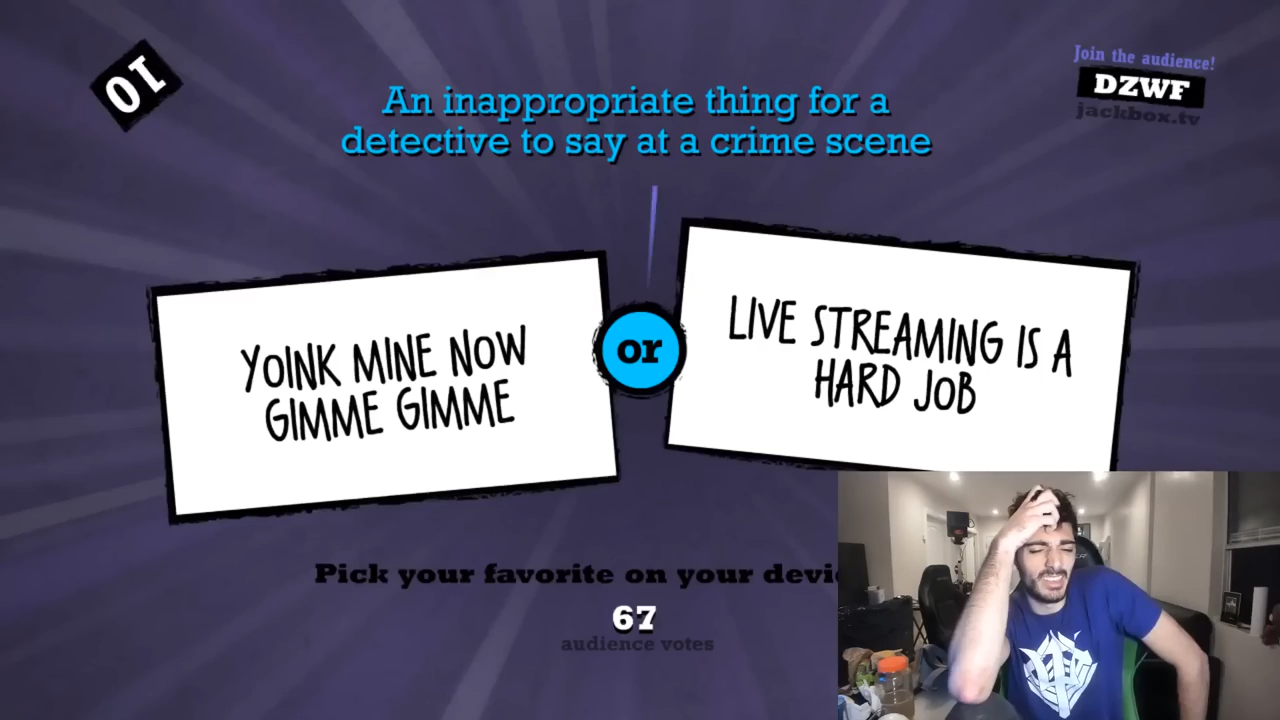 10
Join the audience!
DZWF
jackbox.tv
An inappropriate thing for a
detective to say at a crime scene
YOINK MINE NOW
GIMME GIMME
or
LIVE STREAMING IS A
HARD JOB
Pick your favorite on your devi
67
audience votes